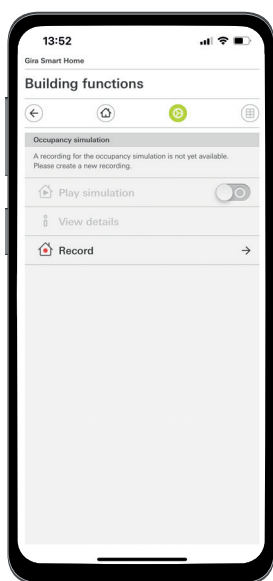 13:52
Gira Smart Home
Building functions
Occupancy simulation
A recording for the occupancy simulation is not yet available.
Please create a new recording.
Play simulation
View details
Record